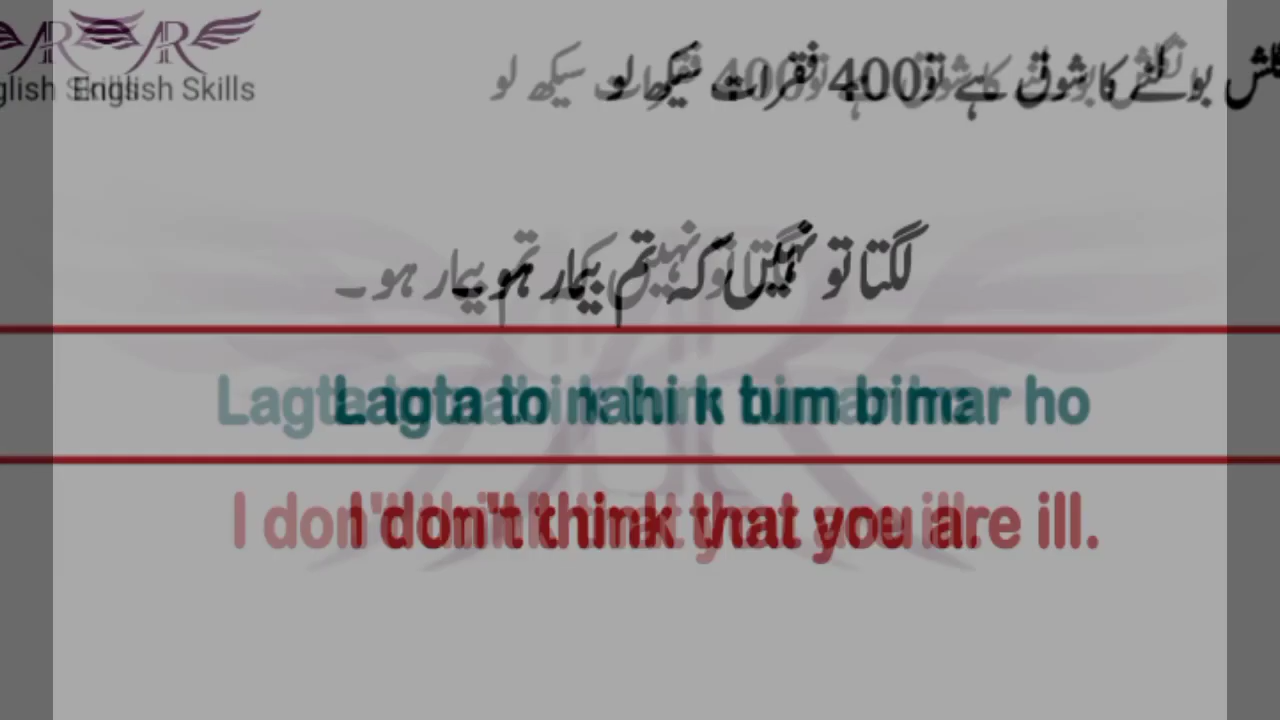 انگلش بولنے کا شوق ہے تو 400 فقرات سیکھ لو
English Skills
لگتا تو نہیں کہ تم بیمار ہو۔
Lagta to nahi k tum bimar ho
I don't think that you are ill.